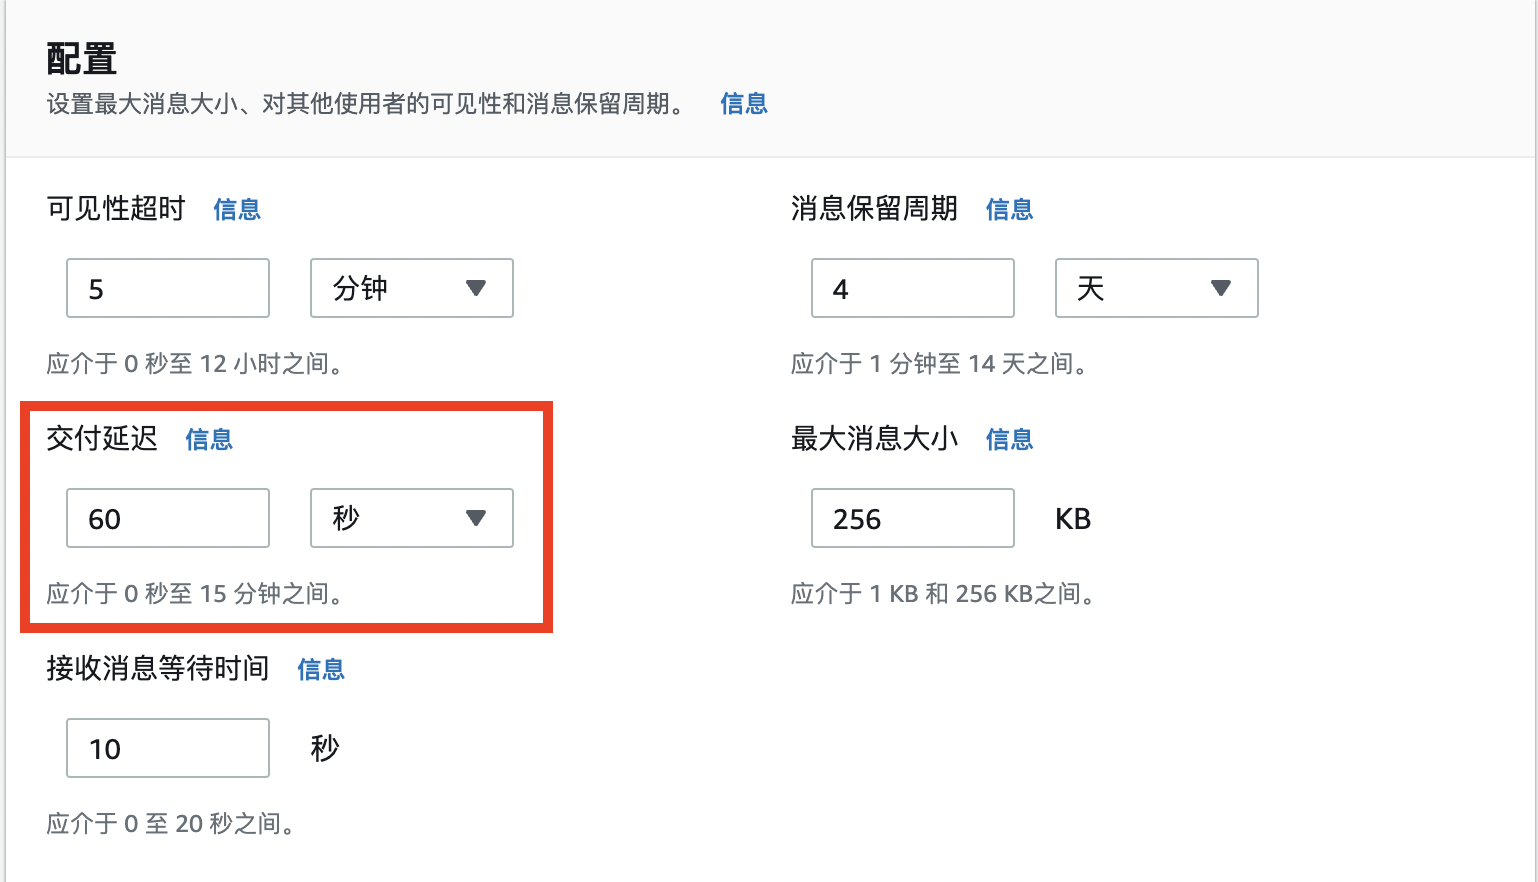 配置
设置最大消息大小、对其他使用者的可见性和消息保留周期。 信息
可见性超时 信息
5 分钟
应介于 0 秒至 12 小时之间。
消息保留周期 信息
4 天
应介于 1 分钟至 14 天之间。
交付延迟 信息
60 秒
应介于 0 秒至 15 分钟之间。
最大消息大小 信息
256 KB
应介于 1 KB 和 256 KB之间。
接收消息等待时间 信息
10 秒
应介于 0 至 20 秒之间。